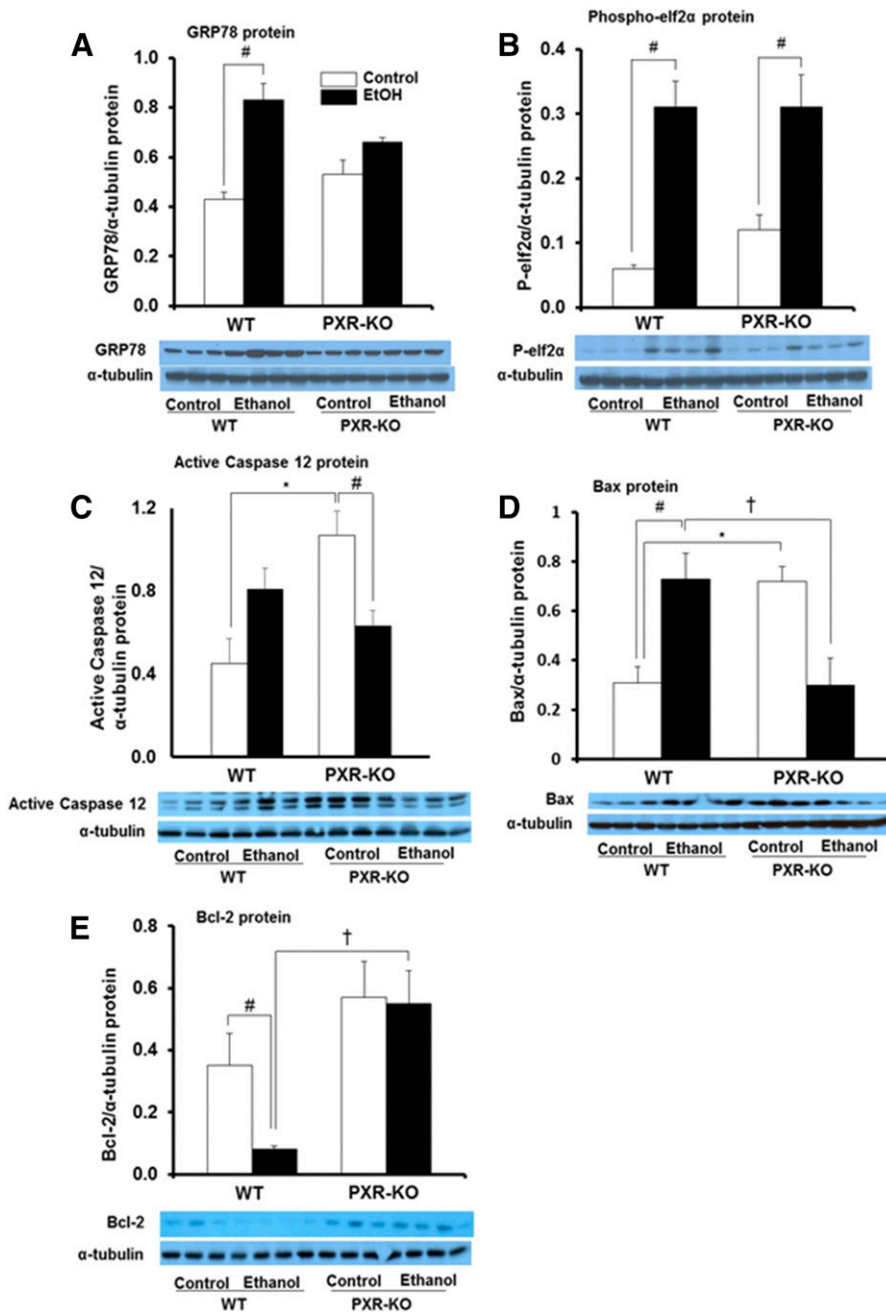 A
GRP78 protein
#
1.0
0.8
0.6
0.4
0.2
0.0
GRP78/α-tubulin protein
Control
EtOH
WT
PXR-KO
GRP78
α-tubulin
Control Ethanol Control Ethanol
WT PXR-KO
B
Phospho-elf2α protein
# #
0.4
0.3
0.2
0.1
0.0
P-elf2α/α-tubulin protein
WT PXR-KO
P-elf2α
α-tubulin
Control Ethanol Control Ethanol
WT PXR-KO
C
Active Caspase 12 protein
* #
1.2
0.8
0.4
0.0
Active Caspase 12/
α-tubulin protein
WT PXR-KO
Active Caspase 12
α-tubulin
Control Ethanol Control Ethanol
WT PXR-KO
D
Bax protein
# †
*
1
0.8
0.6
0.4
0.2
0
Bax/α-tubulin protein
WT PXR-KO
Bax
α-tubulin
Control Ethanol Control Ethanol
WT PXR-KO
E
Bcl-2 protein
†
#
0.8
0.6
0.4
0.2
0.0
Bcl-2/α-tubulin protein
WT PXR-KO
Bcl-2
α-tubulin
Control Ethanol Control Ethanol
WT PXR-KO